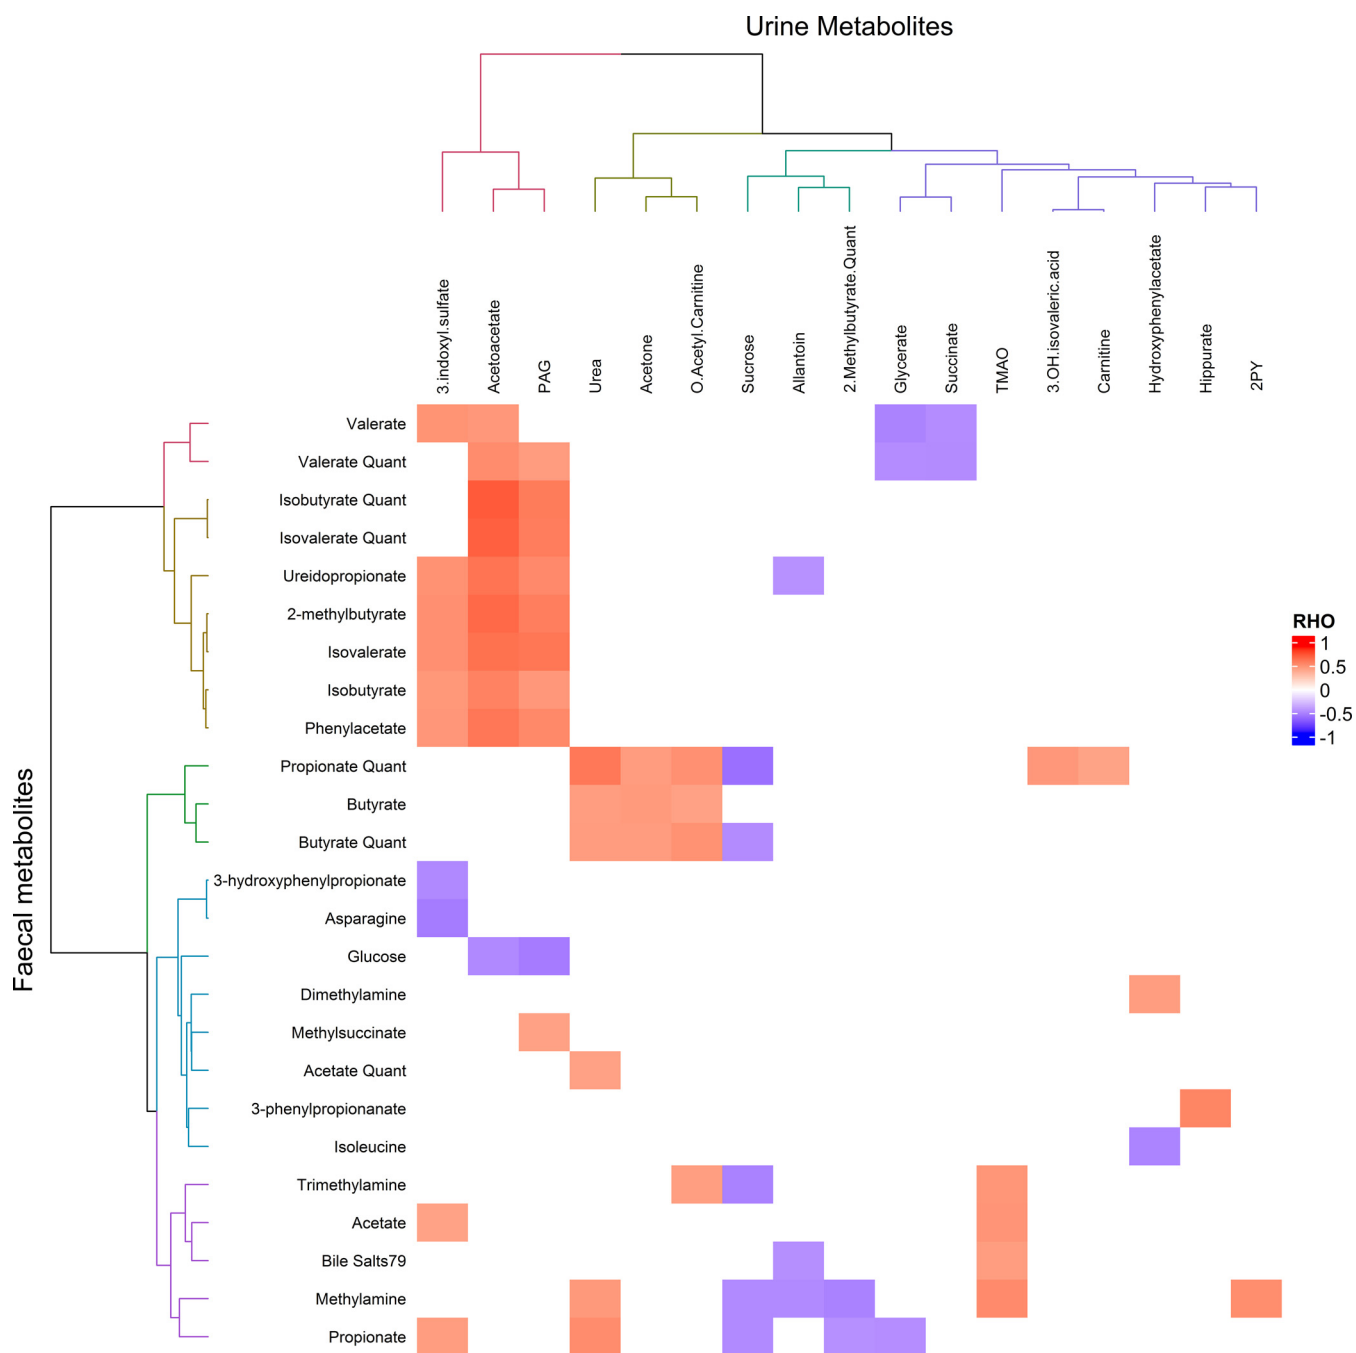 Urine Metabolites
3.indoxyl.sulfate
Acetoacetate
PAG
Urea
Acetone
O.Acetyl.Carnitine
Sucrose
Allantoin
2.Methylbutyrate.Quant
Glycerate
Succinate
TMAO
3.OH.isovaleric.acid
Carnitine
Hydroxyphenylacetate
Hippurate
2PY
Faecal metabolites
Valerate
Valerate Quant
Isobutyrate Quant
Isovalerate Quant
Ureidopropionate
2-methylbutyrate
Isovalerate
Isobutyrate
Phenylacetate
Propionate Quant
Butyrate
Butyrate Quant
3-hydroxyphenylpropionate
Asparagine
Glucose
Dimethylamine
Methylsuccinate
Acetate Quant
3-phenylpropionanate
Isoleucine
Trimethylamine
Acetate
Bile Salts79
Methylamine
Propionate
RHO
1
0.5
0
-0.5
-1